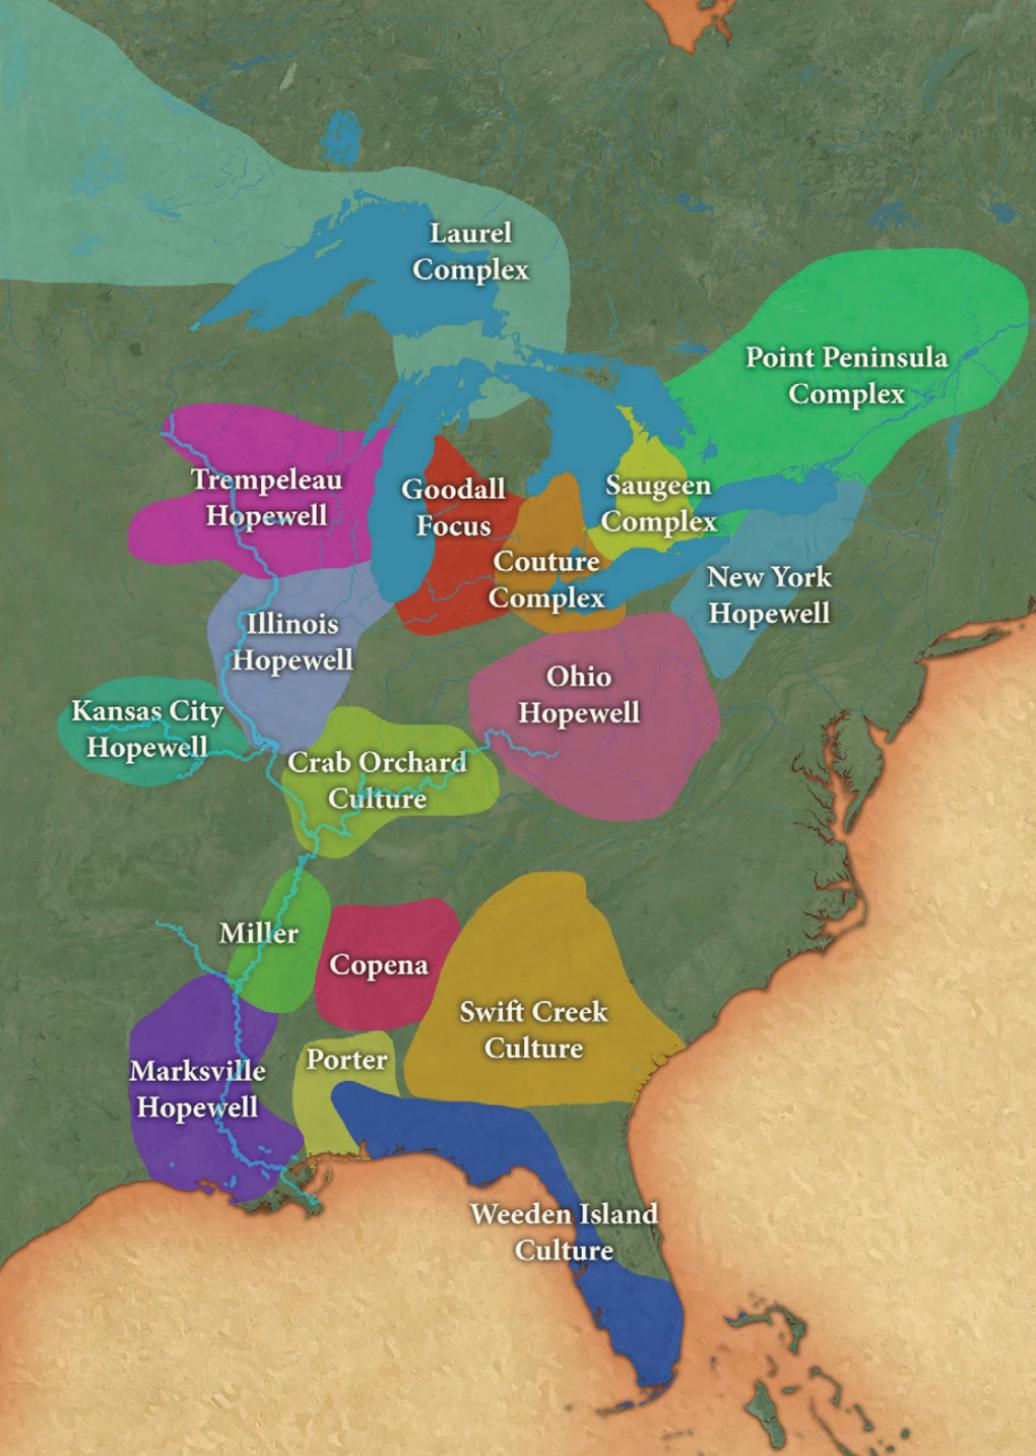 Laurel
Complex
Point Peninsula
Complex
Trempeleau
Hopewell
Goodall
Focus
Saugeen
Complex
Couture
Complex
New York
Hopewell
Illinois
Hopewell
Ohio
Hopewell
Kansas City
Hopewell
Crab Orchard
Culture
Miller
Copena
Swift Creek
Culture
Porter
Marksville
Hopewell
Weeden Island
Culture